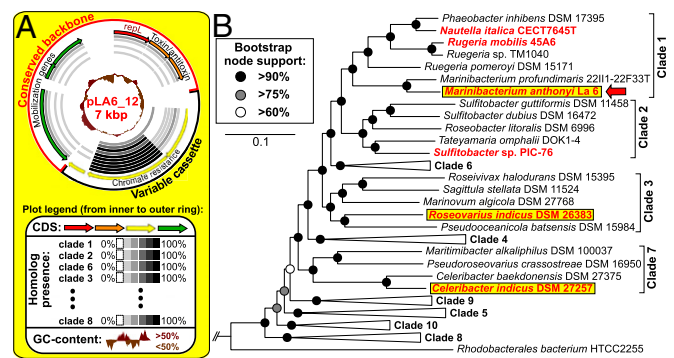 A
Conserved backbone
repL
Toxin/antitoxin
Mobilization genes
pLA6_12
7 kbp
Chromate resistance
Variable cassette
Plot legend (from inner to outer ring):
CDS:
Homolog presence:
clade 1 0% 100%
clade 2 0% 100%
clade 6 0% 100%
clade 3 0% 100%
clade 8 0% 100%
GC-content: >50%
<50%
B
Bootstrap
node support:
>90%
>75%
>60%
0.1
Phaeobacter inhibens DSM 17395
Nautella italica CECT7645T
Rugeria mobilis 45A6
Ruegeria sp. TM1040
Ruegeria pomeroyi DSM 15171
Marinibacterium profundimaris 22II1-22F33T
Marinibacterium anthonyi La 6
Clade 1
Sulfitobacter guttiformis DSM 11458
Sulfitobacter dubius DSM 16472
Roseobacter litoralis DSM 6996
Tateyamaria omphalii DOK1-4
Sulfitobacter sp. PIC-76
Clade 2
Clade 6
Roseivivax halodurans DSM 15395
Sagittula stellata DSM 11524
Marinovum algicola DSM 27768
Roseovarius indicus DSM 26383
Pseudooceanicola batsensis DSM 15984
Clade 3
Clade 4
Maritimibacter alkaliphilus DSM 100037
Pseudoroseovarius crassostreae DSM 16950
Celeribacter baekdonensis DSM 27375
Celeribacter indicus DSM 27257
Clade 7
Clade 9
Clade 5
Clade 10
Clade 8
Rhodobacterales bacterium HTCC2255